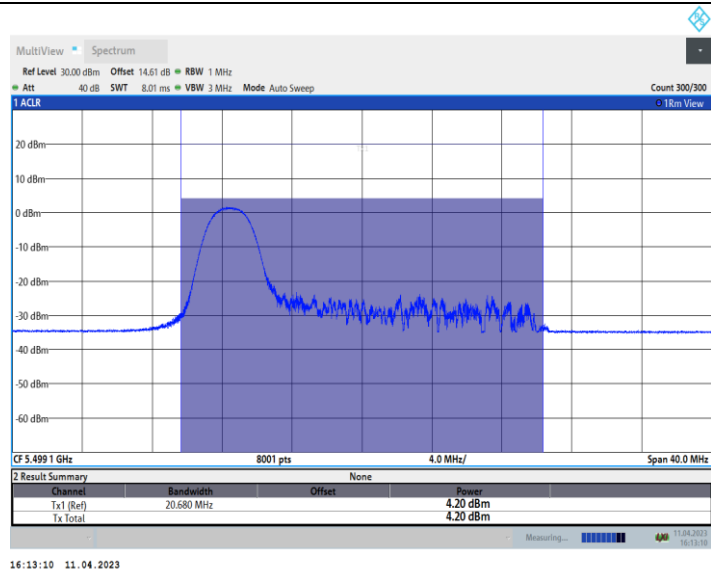 MultiView Spectrum
Ref Level 30.00 dBm Offset 14.61 dB RBW 1 MHz
Att 40 dB SWT 8.01 ms VBW 3 MHz Mode Auto Sweep Count 300/300
1 ACLR 1Rm View
20 dBm
10 dBm
0 dBm
-10 dBm
-20 dBm
-30 dBm
-40 dBm
-50 dBm
-60 dBm
CF 5.499 1 GHz 8001 pts 4.0 MHz/ Span 40.0 MHz
2 Result Summary None
Channel Bandwidth Offset Power
Tx1 (Ref) 20.680 MHz 4.20 dBm
Tx Total 4.20 dBm
Measuring... 11.04.2023
16:13:10
16:13:10 11.04.2023